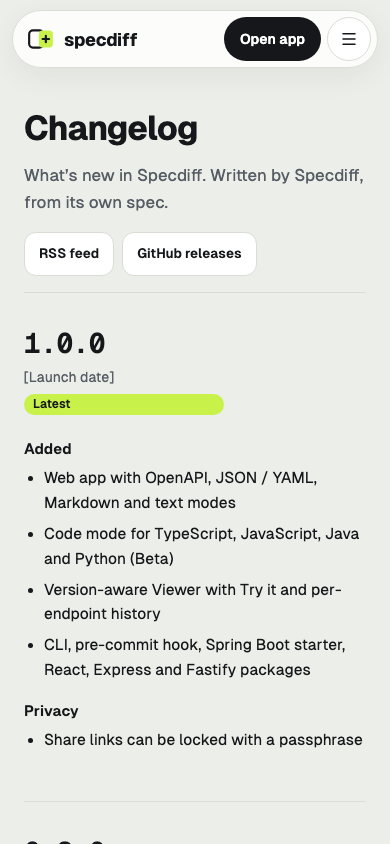 specdiff
Open app
Changelog
What's new in Specdiff. Written by Specdiff,
from its own spec.
RSS feed
GitHub releases
1.0.0
[Launch date]
Latest
Added
• Web app with OpenAPI, JSON / YAML,
Markdown and text modes
• Code mode for TypeScript, JavaScript, Java
and Python (Beta)
• Version-aware Viewer with Try it and per-
endpoint history
• CLI, pre-commit hook, Spring Boot starter,
React, Express and Fastify packages
Privacy
• Share links can be locked with a passphrase